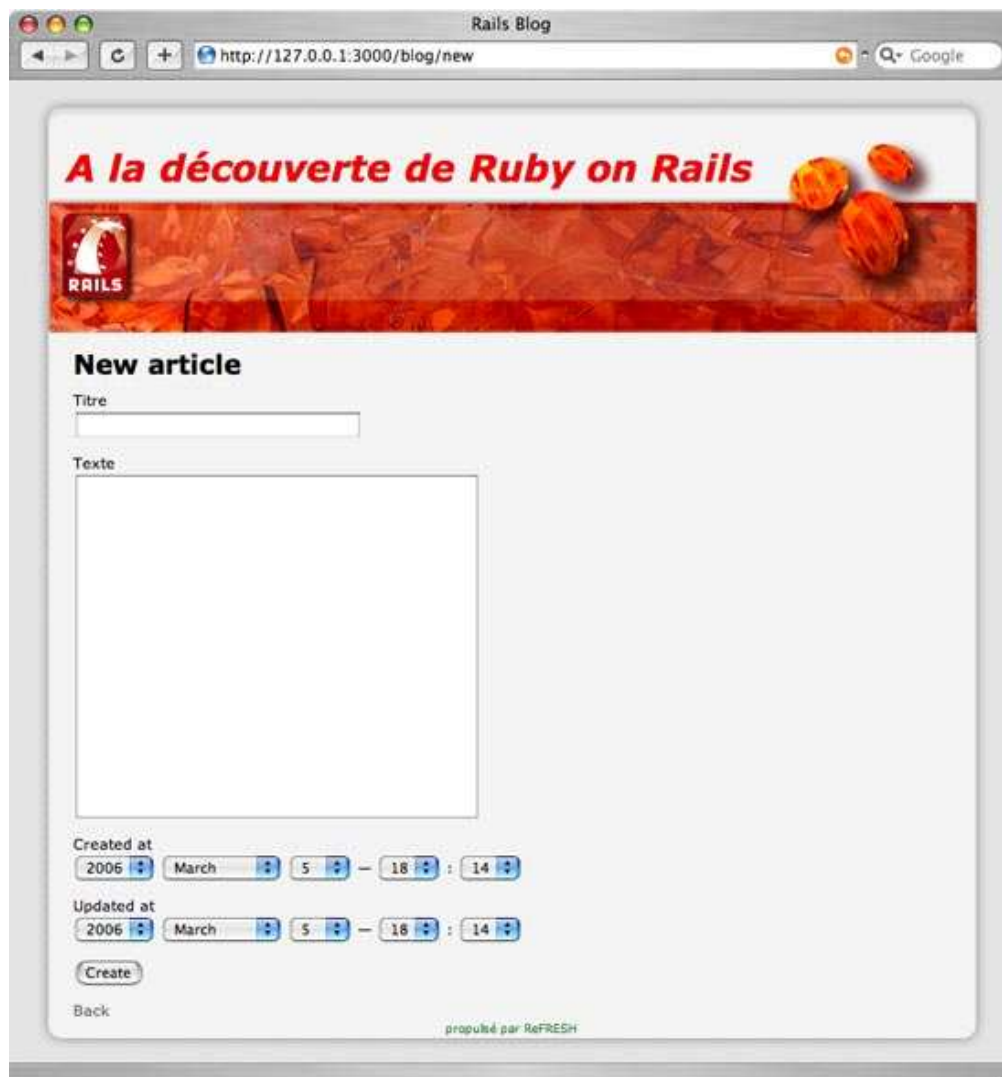 Rails Blog
http://127.0.0.1:3000/blog/new
Google
A la découverte de Ruby on Rails
RAILS
New article
Titre
Texte
Created at
2006 March 5 — 18 : 14
Updated at
2006 March 5 — 18 : 14
Create
Back
propulsé par ReFRESH